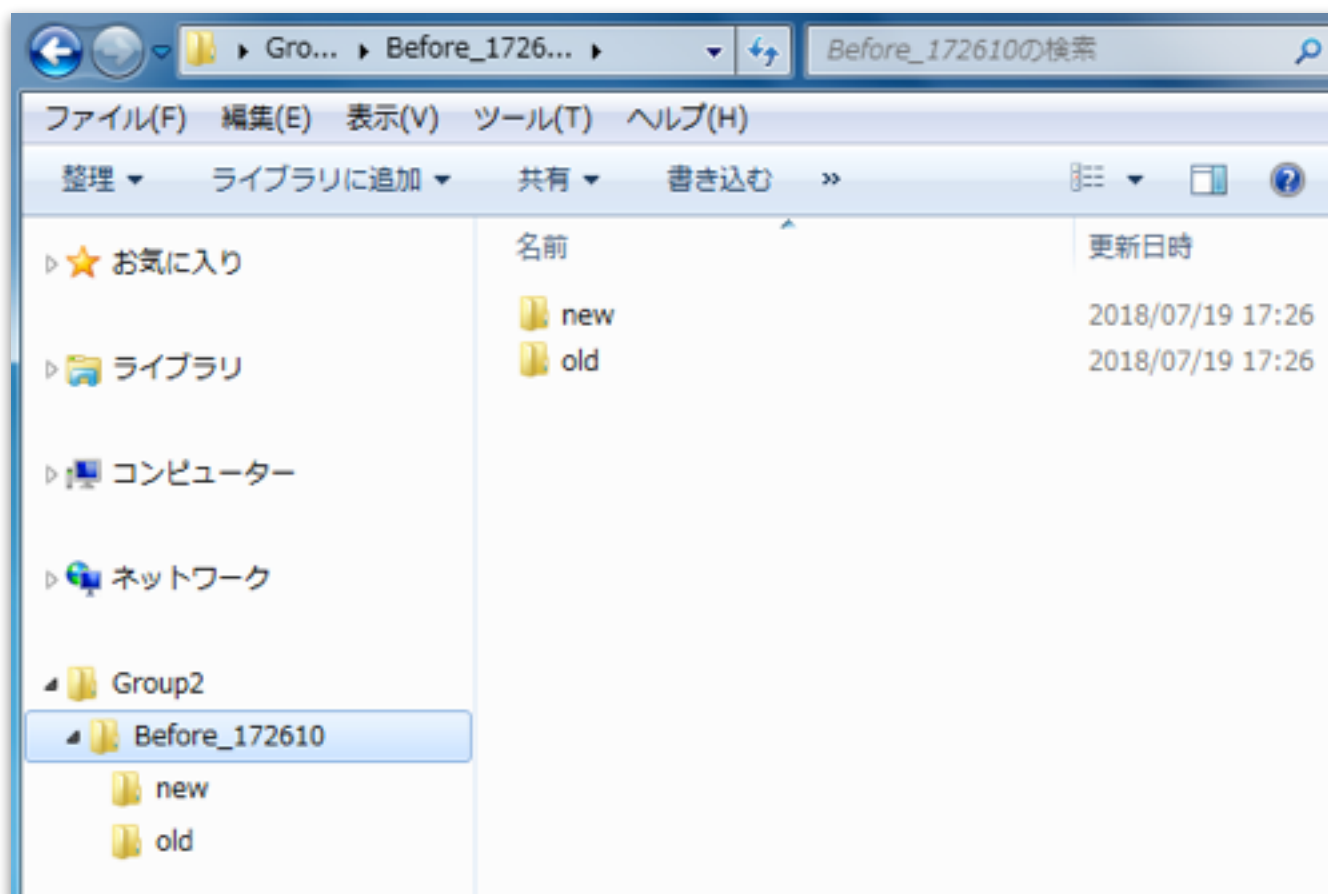 Gro... Before_1726... Before_172610の検索
ファイル(F) 編集(E) 表示(V) ツール(T) ヘルプ(H)
整理 ライブラリに追加 共有 書き込む »
お気に入り
ライブラリ
コンピューター
ネットワーク
Group2
Before_172610
new
old
名前 更新日時
new 2018/07/19 17:26
old 2018/07/19 17:26